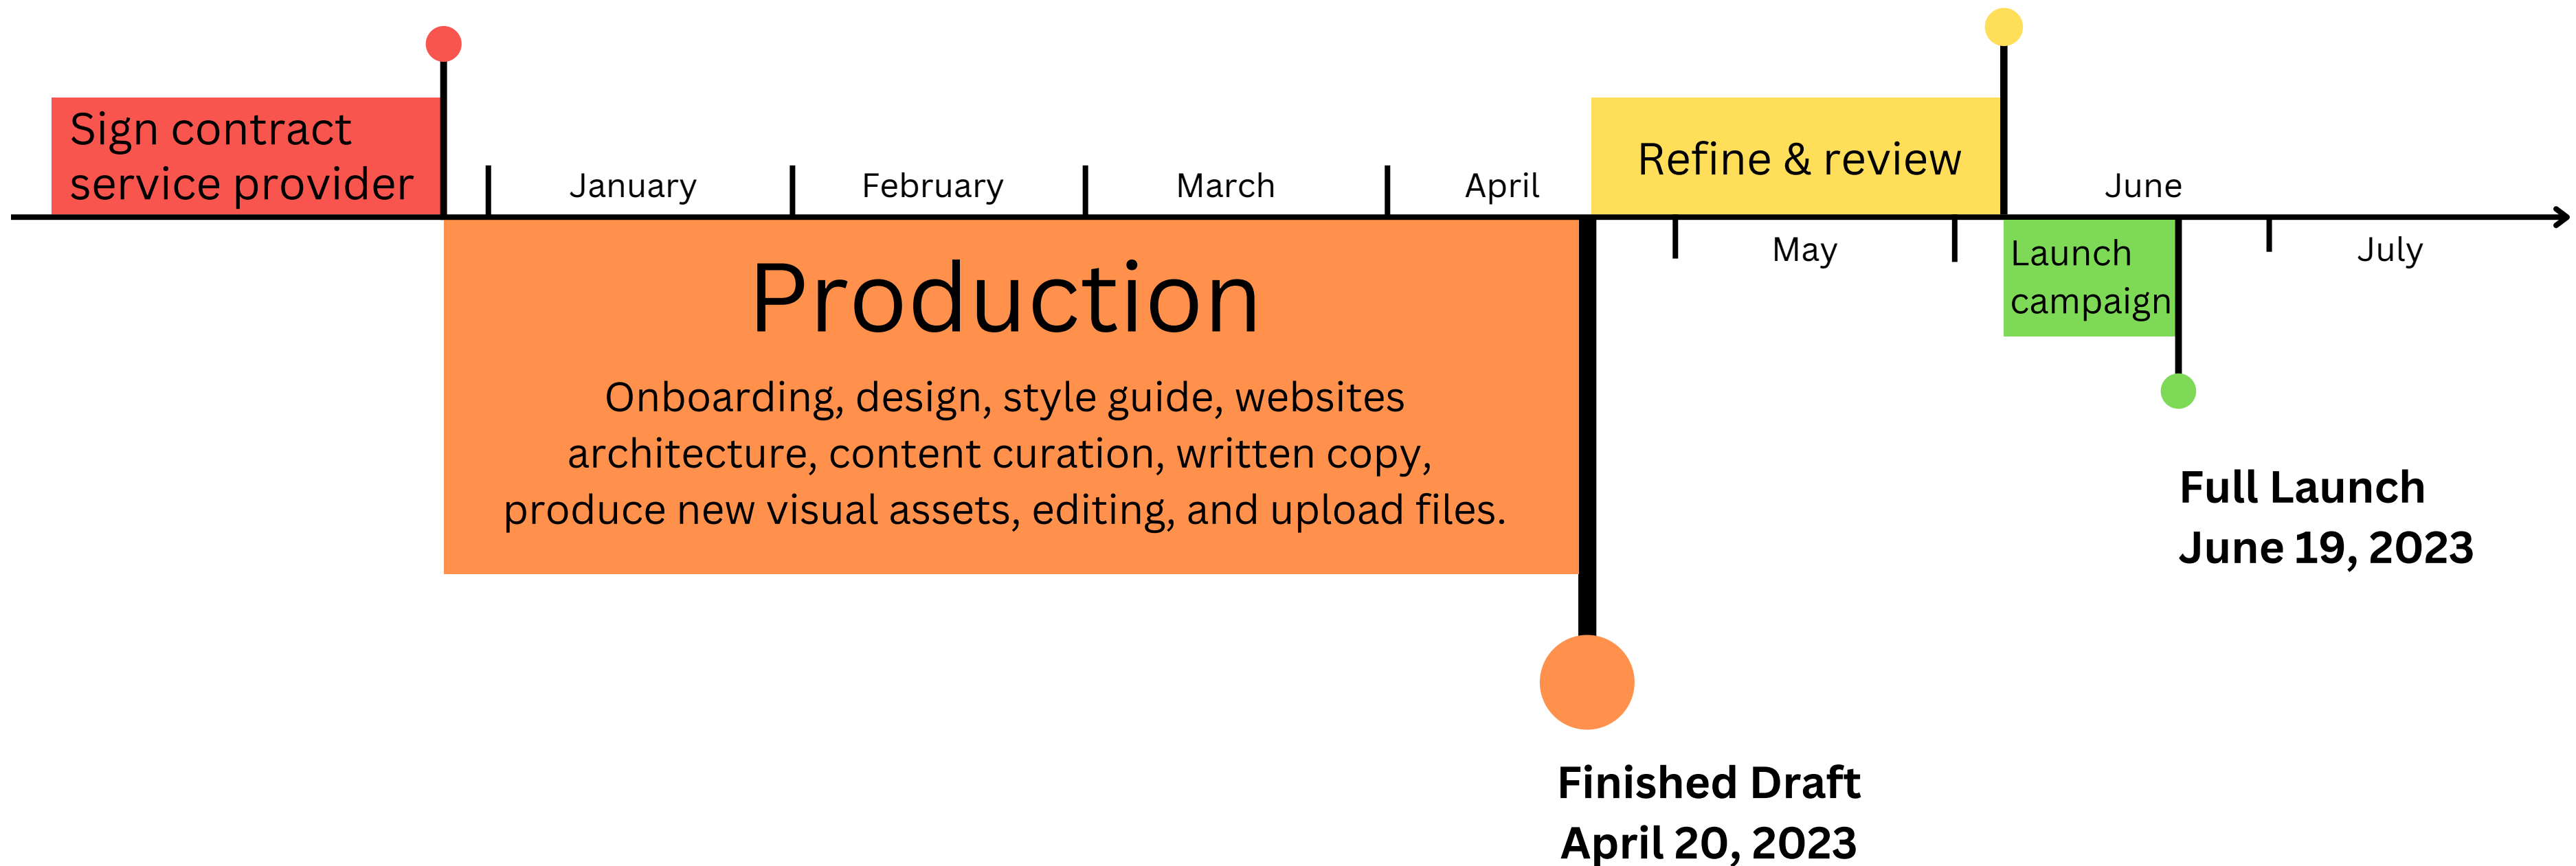 Sign contract
service provider
January
February
March
April
Refine & review
June
May
July
Launch
campaign
Production
Onboarding, design, style guide, websites
architecture, content curation, written copy,
produce new visual assets, editing, and upload files.
Full Launch
June 19, 2023
Finished Draft
April 20, 2023